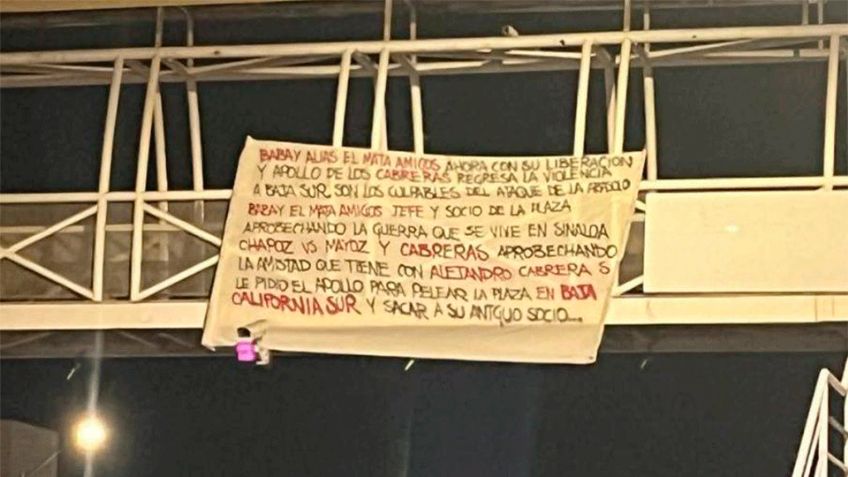 BABAY ALIAS EL MATA AMIGOS AHORA CON SU LIBERACION
Y APOLLO DE LOS CABRERAS REGRESA LA VIOLENCIA
A BAJA SUR SON LOS CULPABLES DEL ATAQUE DE LA
BABAY EL MATA AMIGOS JEFE Y SOCIO DE LA PLAZA
APROBECHANDO LA GUERRA QUE SE VIVE EN SINALOA
CHAPOZ VS MAYOZ Y CABRERAS APROBECHANDO
LA AMISTAD QUE TIENE CON ALEJANDRO CABRERA S
LE PIDIO EL APOLLO PARA PELEAR LA PLAZA EN BAJA
CALIFORNIA SUR Y SACAR A SU ANTGUO SOCIO....